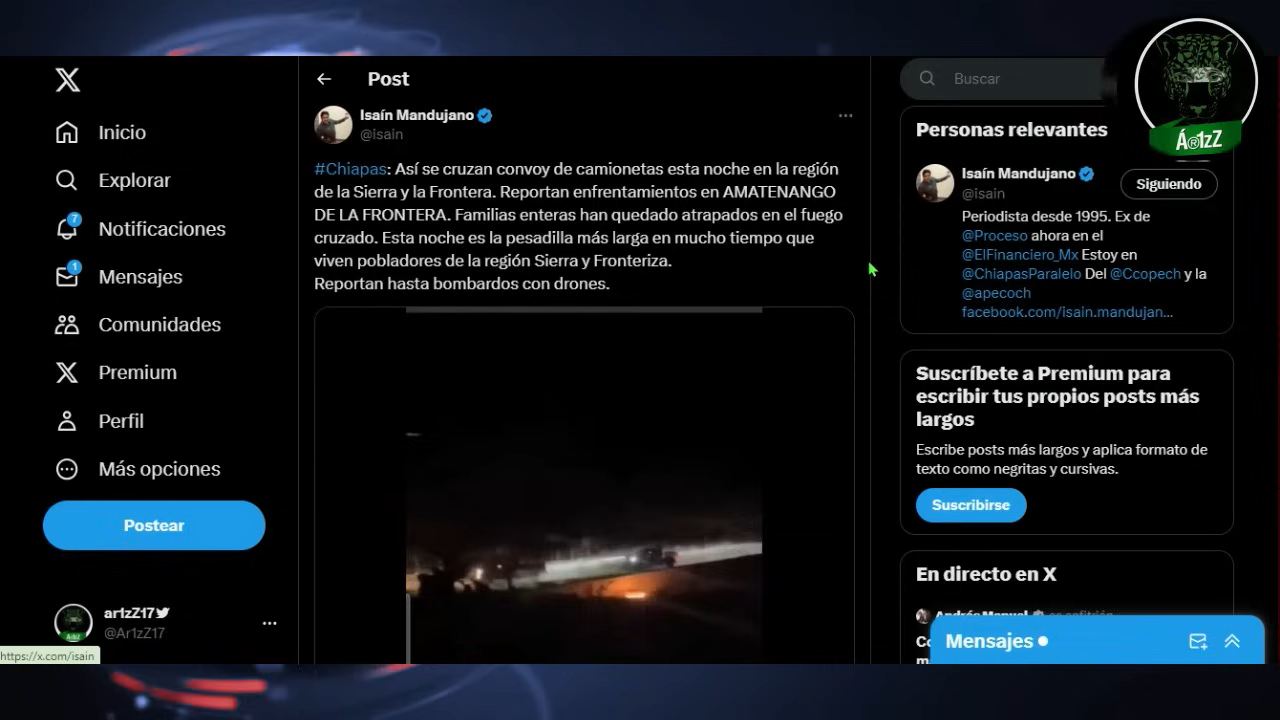 Inicio
Explorar
7
Notificaciones
1
Mensajes
Comunidades
Premium
Perfil
Más opciones
Postear
ar1zZ17
@Ar1zZ17
https://x.com/isain
Post
Isaín Mandujano
@isain
#Chiapas: Así se cruzan convoy de camionetas esta noche en la región
de la Sierra y la Frontera. Reportan enfrentamientos en AMATENANGO
DE LA FRONTERA. Familias enteras han quedado atrapados en el fuego
cruzado. Esta noche es la pesadilla más larga en mucho tiempo que
viven pobladores de la región Sierra y Fronteriza.
Reportan hasta bombardos con drones.
Buscar
Á®1zZ
Personas relevantes
Isaín Mandujano
@isain
Siguiendo
Periodista desde 1995. Ex de
@Proceso ahora en el
@ElFinanciero_Mx Estoy en
@ChiapasParalelo Del @Ccopech y la
@apecoch
facebook.com/isain.mandujan...
Suscríbete a Premium para
escribir tus propios posts más
largos
Escribe posts más largos y aplica formato de
texto como negritas y cursivas.
Suscribirse
En directo en X
Andrés Manuel
Mensajes